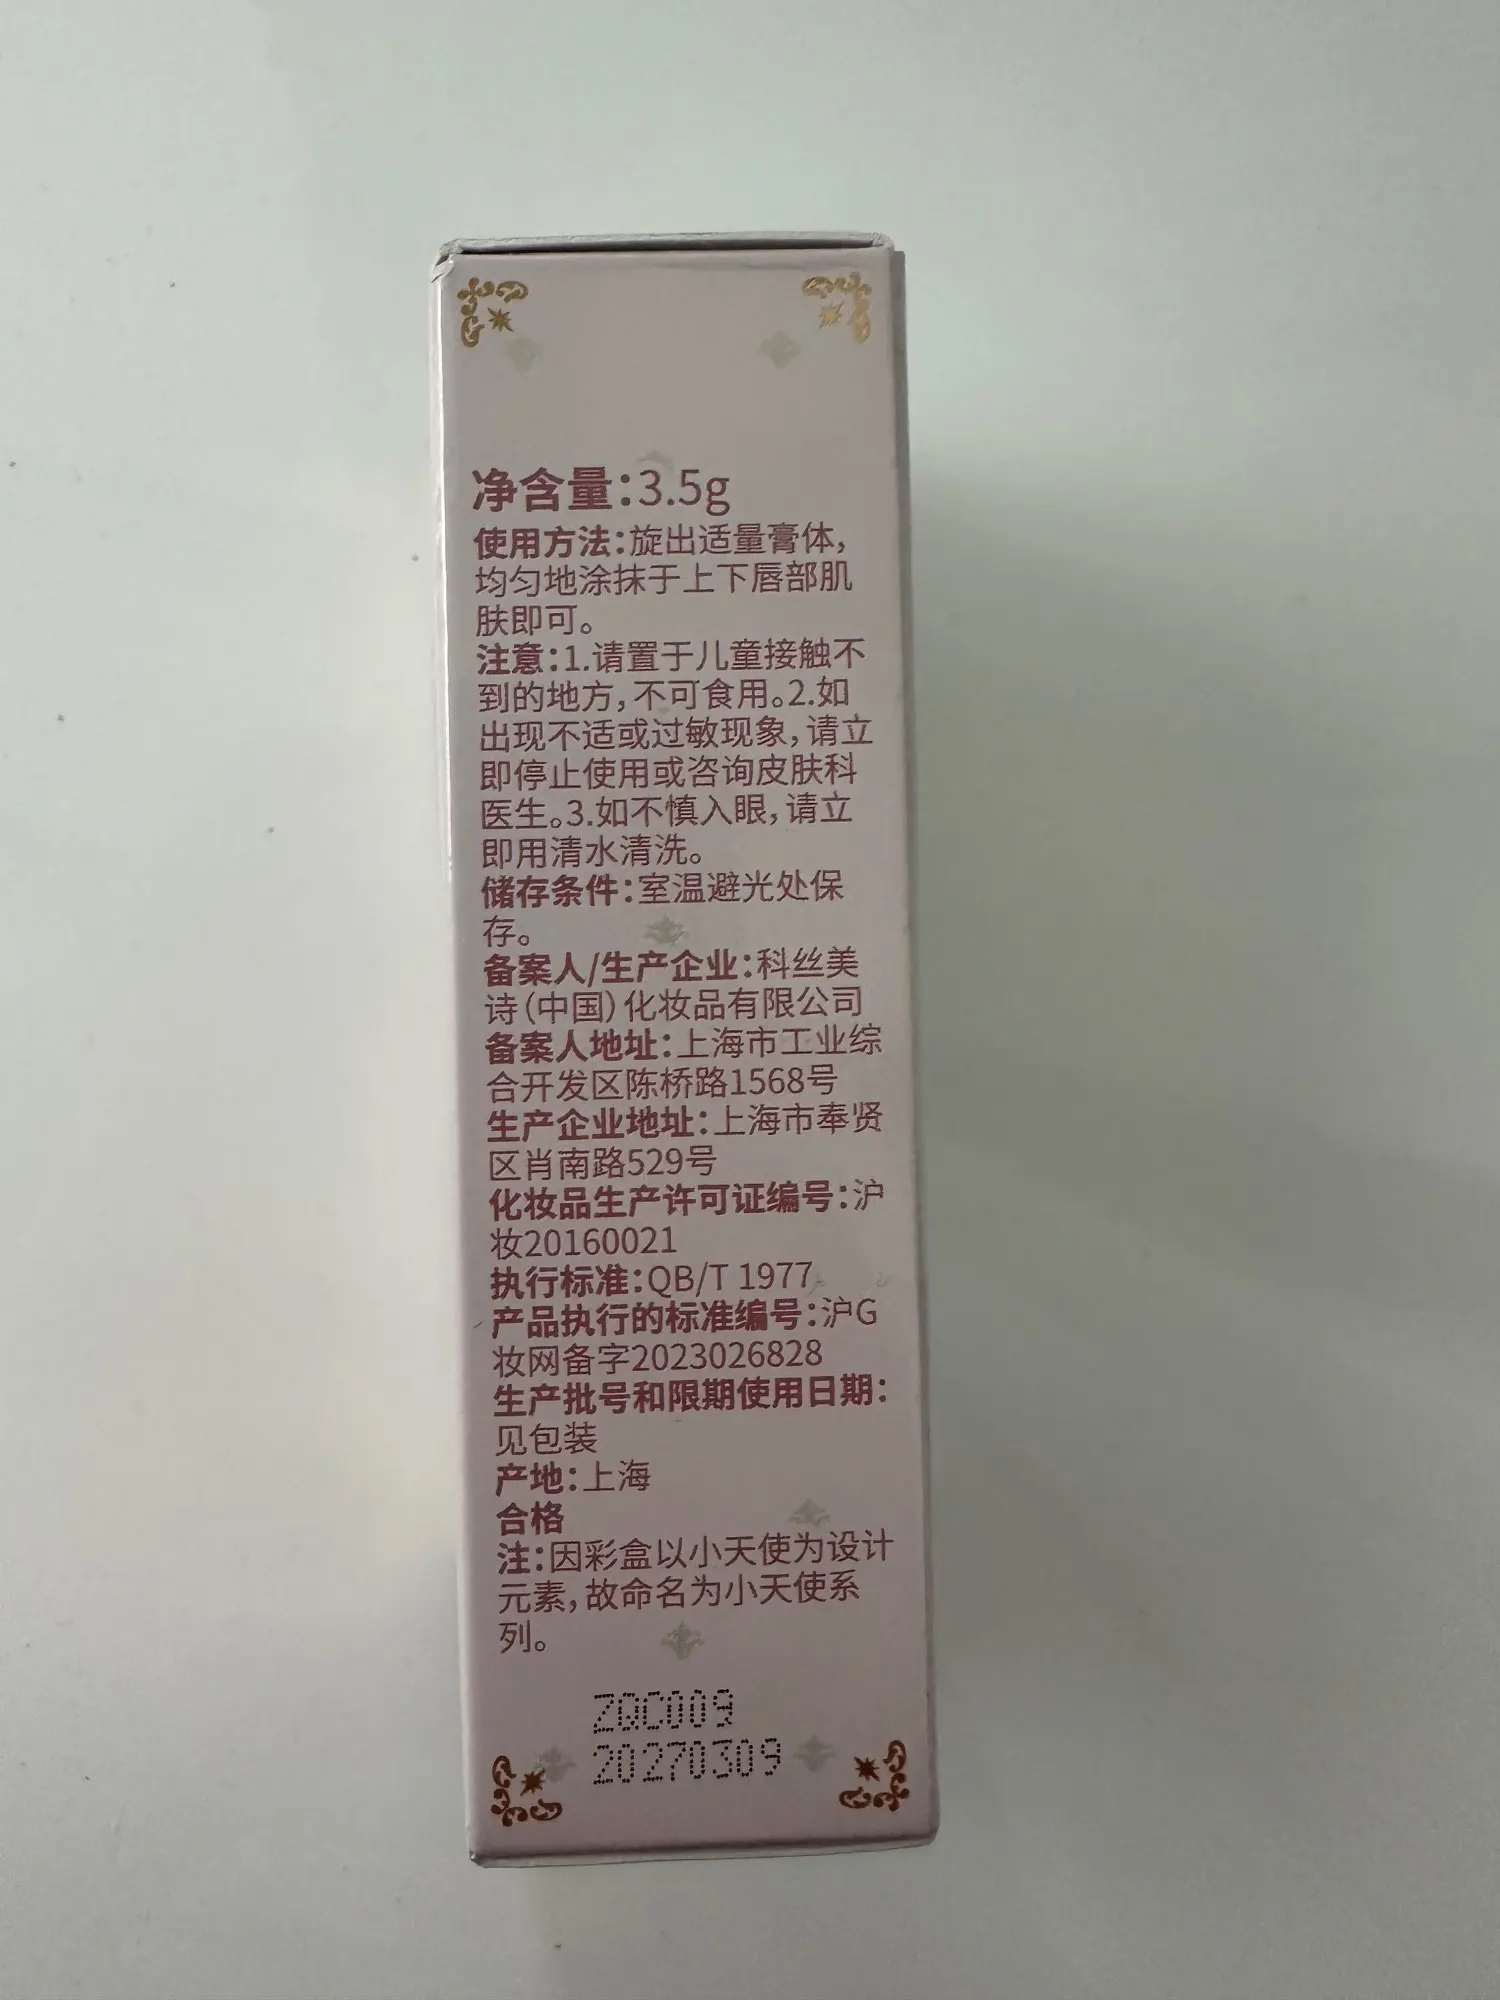 净含量:3.5g
使用方法:旋出适量膏体,
均匀地涂抹于上下唇部肌
肤即可。
注意:1.请置于儿童接触不
到的地方,不可食用。2.如
出现不适或过敏现象,请立
即停止使用或咨询皮肤科
医生。3.如不慎入眼,请立
即用清水清洗。
储存条件:室温避光处保
存。
备案人/生产企业:科丝美
诗(中国)化妆品有限公司
备案人地址:上海市工业综
合开发区陈桥路1568号
生产企业地址:上海市奉贤
区肖南路529号
化妆品生产许可证编号:沪
妆20160021
执行标准:QB/T 1977
产品执行的标准编号:沪G
妆网备字2023026828
生产批号和限期使用日期:
见包装
产地:上海
合格
注:因彩盒以小天使为设计
元素,故命名为小天使系
列。
ZQC009
20270309